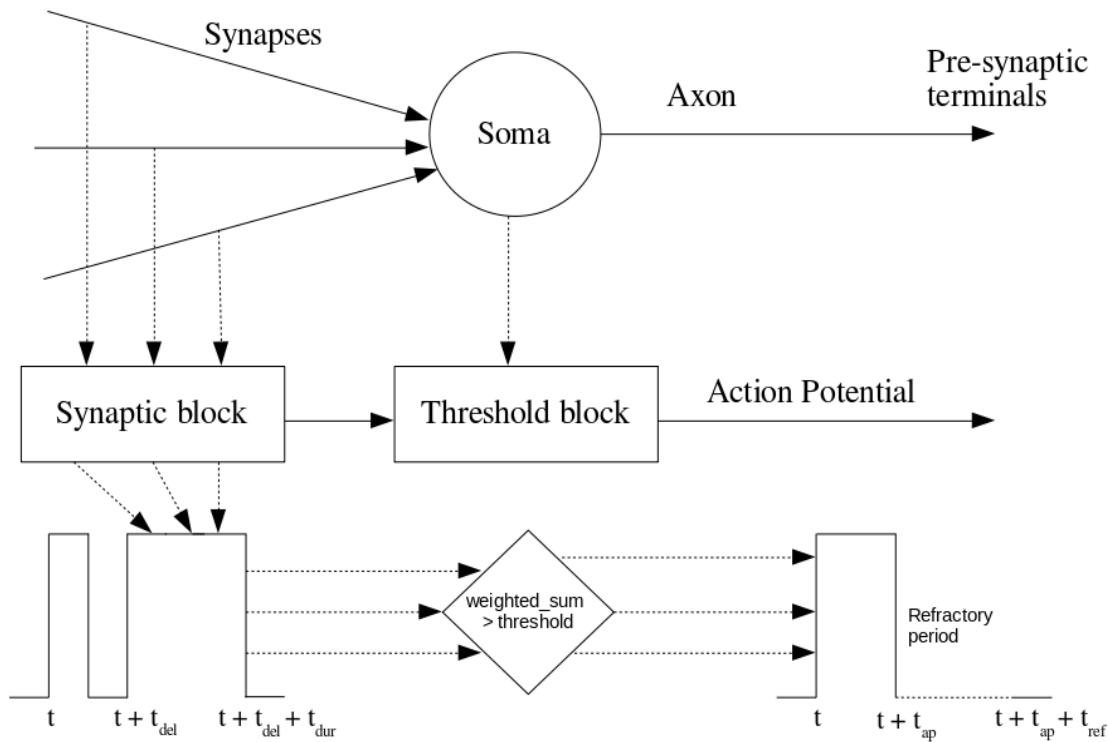 Synapses
Pre-synaptic
terminals
Axon
Soma
Action Potential
Synaptic block
Threshold block
weighted_sum
> threshold
Refractory
period
t
t + t_del
t + t_del + t_dur
t
t + t_ap
t + t_ap + t_ref